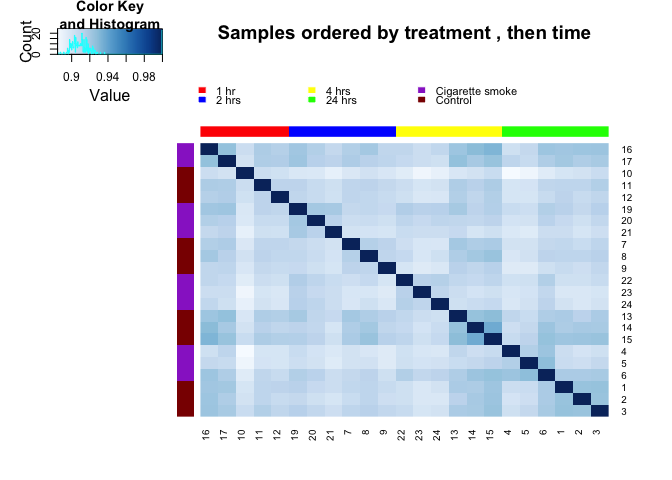 Color Key
and Histogram
Count
0 20
0.9 0.94 0.98
Value
Samples ordered by treatment , then time
1 hr 4 hrs Cigarette smoke
2 hrs 24 hrs Control
16
17
10
11
12
19
20
21
7
8
9
22
23
24
13
14
15
4
5
6
1
2
3
16 17 10 11 12 19 20 21 7 8 9 22 23 24 13 14 15 4 5 6 1 2 3